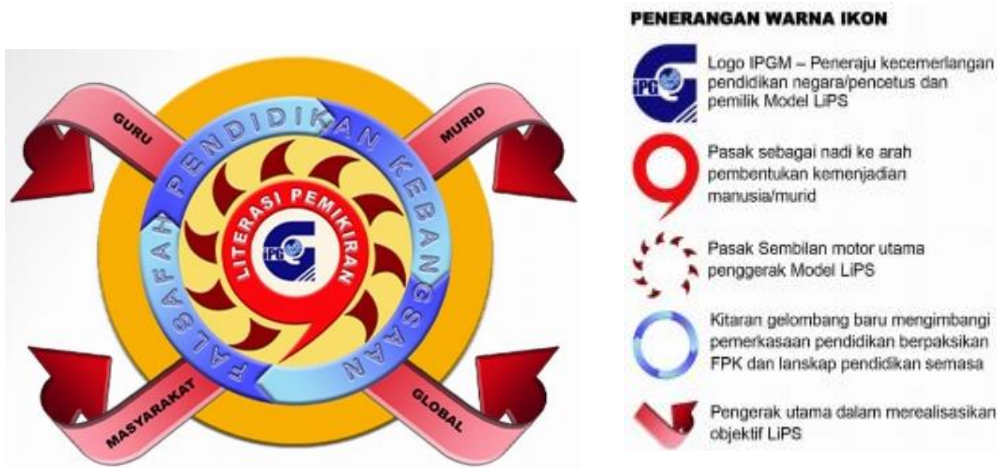 GURU
MURID
FALSAFAH PENDIDIKAN KEBANGSAAN
LITERASI PEMIKIRAN
iPG
MASYARAKAT
GLOBAL
PENERANGAN WARNA IKON
iPG
Logo IPGM – Peneraju kecemerlangan
pendidikan negara/pencetus dan
pemilik Model LiPS
Pasak sebagai nadi ke arah
pembentukan kemenjadian
manusia/murid
Pasak Sembilan motor utama
penggerak Model LiPS
Kitaran gelombang baru mengimbangi
pemerkasaan pendidikan berpaksikan
FPK dan lanskap pendidikan semasa
Pengerak utama dalam merealisasikan
objektif LiPS